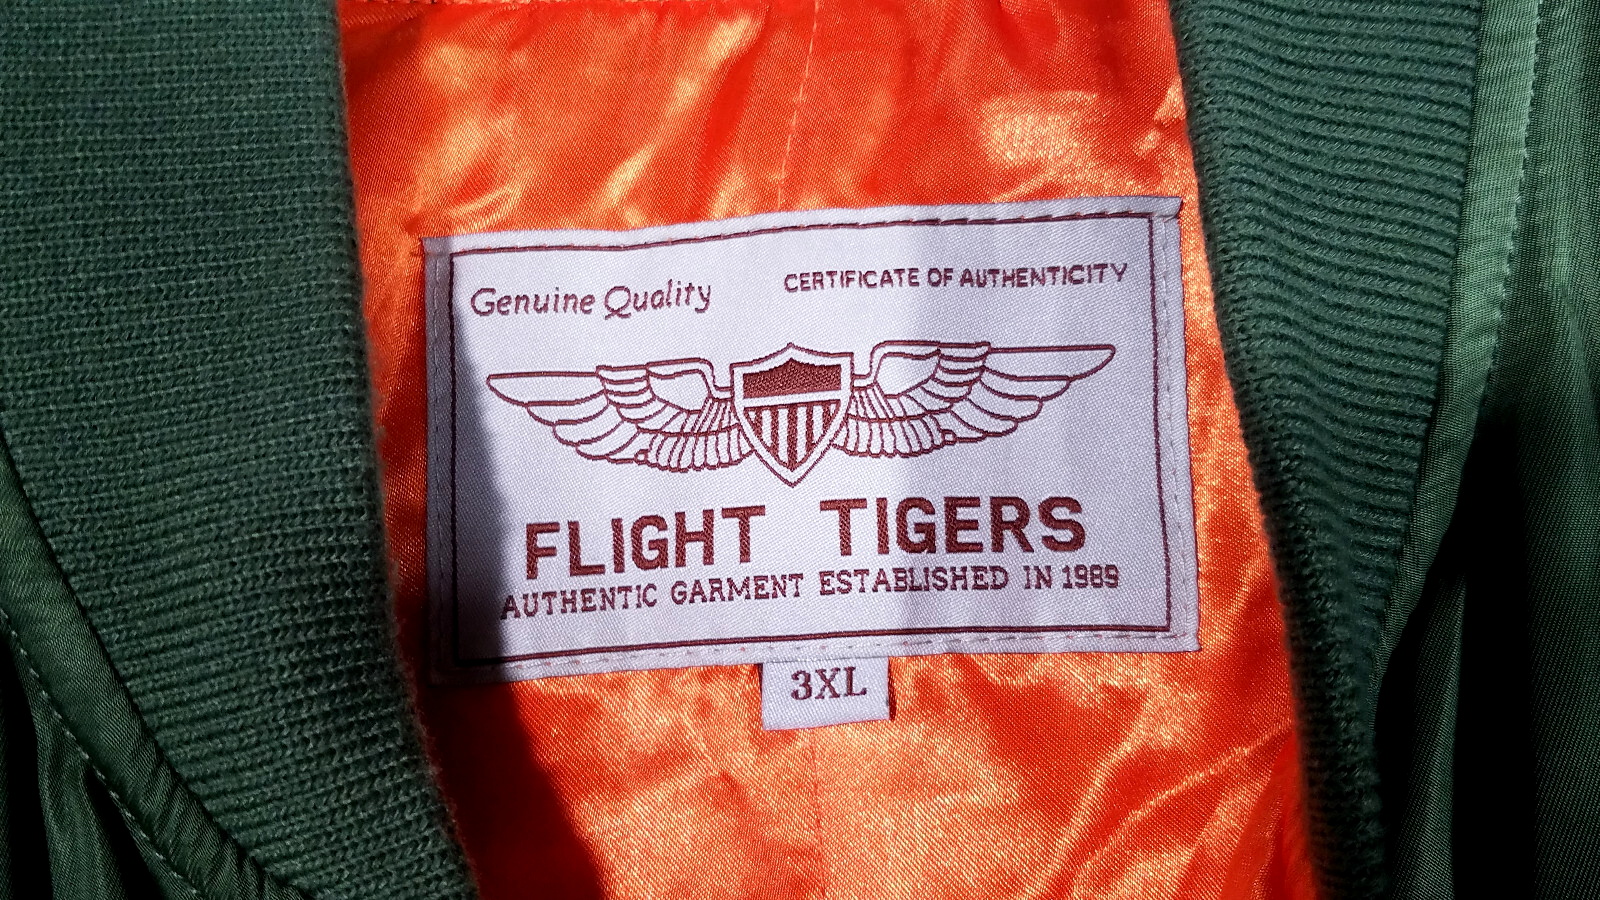 Genuine Quality
CERTIFICATE OF AUTHENTICITY
FLIGHT TIGERS
AUTHENTIC GARMENT ESTABLISHED IN 1989
3XL